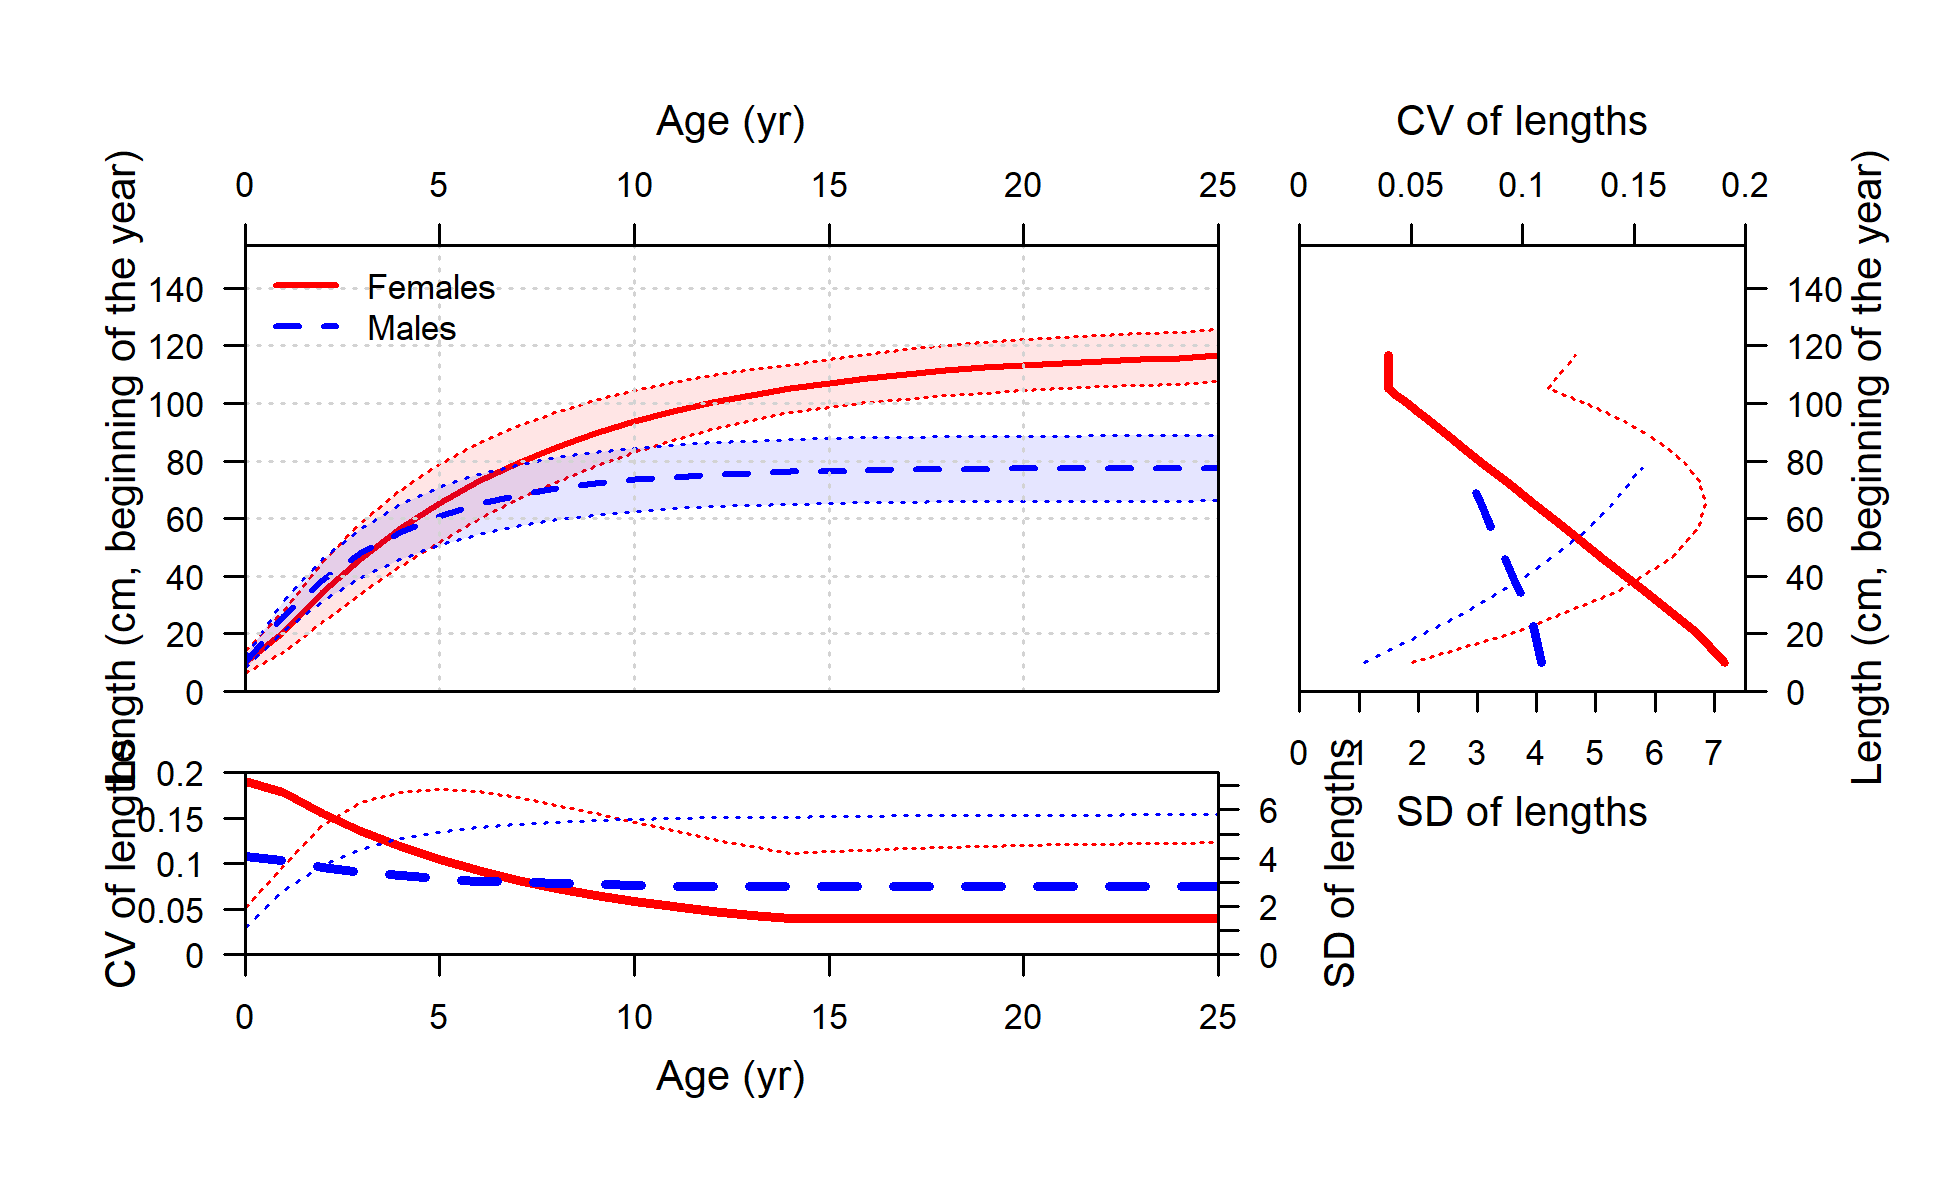 Age (yr)
CV of lengths
0 5 10 15 20 25
0 0.05 0.1 0.15 0.2
Length (cm, beginning of the year)
140
120
100
80
60
40
20
0
Females
Males
140
120
100
80
60
40
20
0
Length (cm, beginning of the year)
0 1 2 3 4 5 6 7
SD of lengths
CV of lengths
0.2
0.15
0.1
0.05
0
6
4
2
0
SD of lengths
0 5 10 15 20 25
Age (yr)